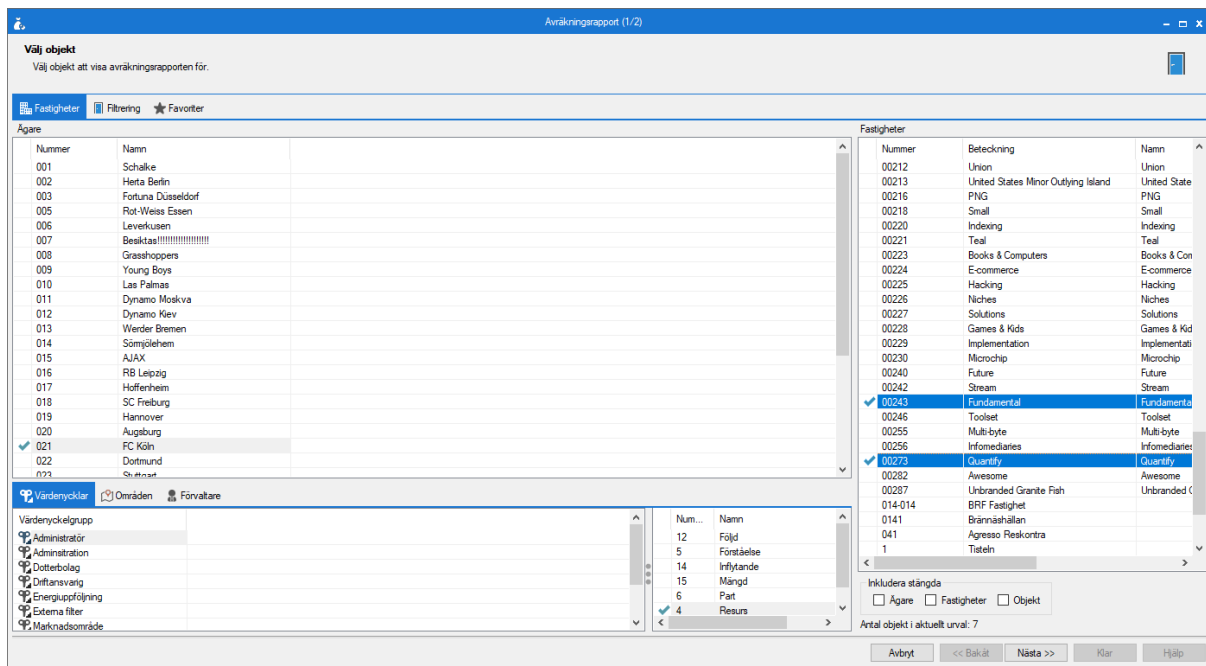 Avräkningsrapport (1/2)
Välj objekt
Välj objekt att visa avräkningsrapporten för.
Fastigheter Filtrering Favoriter
Ägare
Nummer Namn
001 Schalke
002 Herta Berlin
003 Fortuna Düsseldorf
005 Rot-Weiss Essen
006 Leverkusen
007 Besiktas!!!!!!!!!!!!!!!!!!!!
008 Grasshoppers
009 Young Boys
010 Las Palmas
011 Dynamo Moskva
012 Dynamo Kiev
013 Werder Bremen
014 Sörmjölehem
015 AJAX
016 RB Leipzig
017 Hoffenheim
018 SC Freiburg
019 Hannover
020 Augsburg
021 FC Köln
022 Dortmund
023 Stuttgart
Fastigheter
Nummer Beteckning Namn
00212 Union Union
00213 United States Minor Outlying Island United State
00216 PNG PNG
00218 Small Small
00220 Indexing Indexing
00221 Teal Teal
00223 Books & Computers Books & Con
00224 E-commerce E-commerce
00225 Hacking Hacking
00226 Niches Niches
00227 Solutions Solutions
00228 Games & Kids Games & Kid
00229 Implementation Implementati
00230 Microchip Microchip
00240 Future Future
00242 Stream Stream
00243 Fundamental Fundamenta
00246 Toolset Toolset
00255 Multi-byte Multi-byte
00256 Infomediaries Infomediaries
00273 Quantify Quantify
00282 Awesome Awesome
00287 Unbranded Granite Fish Unbranded G
014-014 BRF Fastighet
0141 Brännäshällan
041 Agresso Reskontra
1 Tisteln
Värdenycklar Områden Förvaltare
Värdenyckelgrupp
Administratör
Adminsitration
Dotterbolag
Driftansvarig
Energiuppföljning
Externa filter
Marknadsområde
Num... Namn
12 Följd
5 Förståelse
14 Inflytande
15 Mängd
6 Part
4 Resurs
Inkludera stängda
Ägare Fastigheter Objekt
Antal objekt i aktuellt urval: 7
Avbryt << Bakåt Nästa >> Klar Hjälp